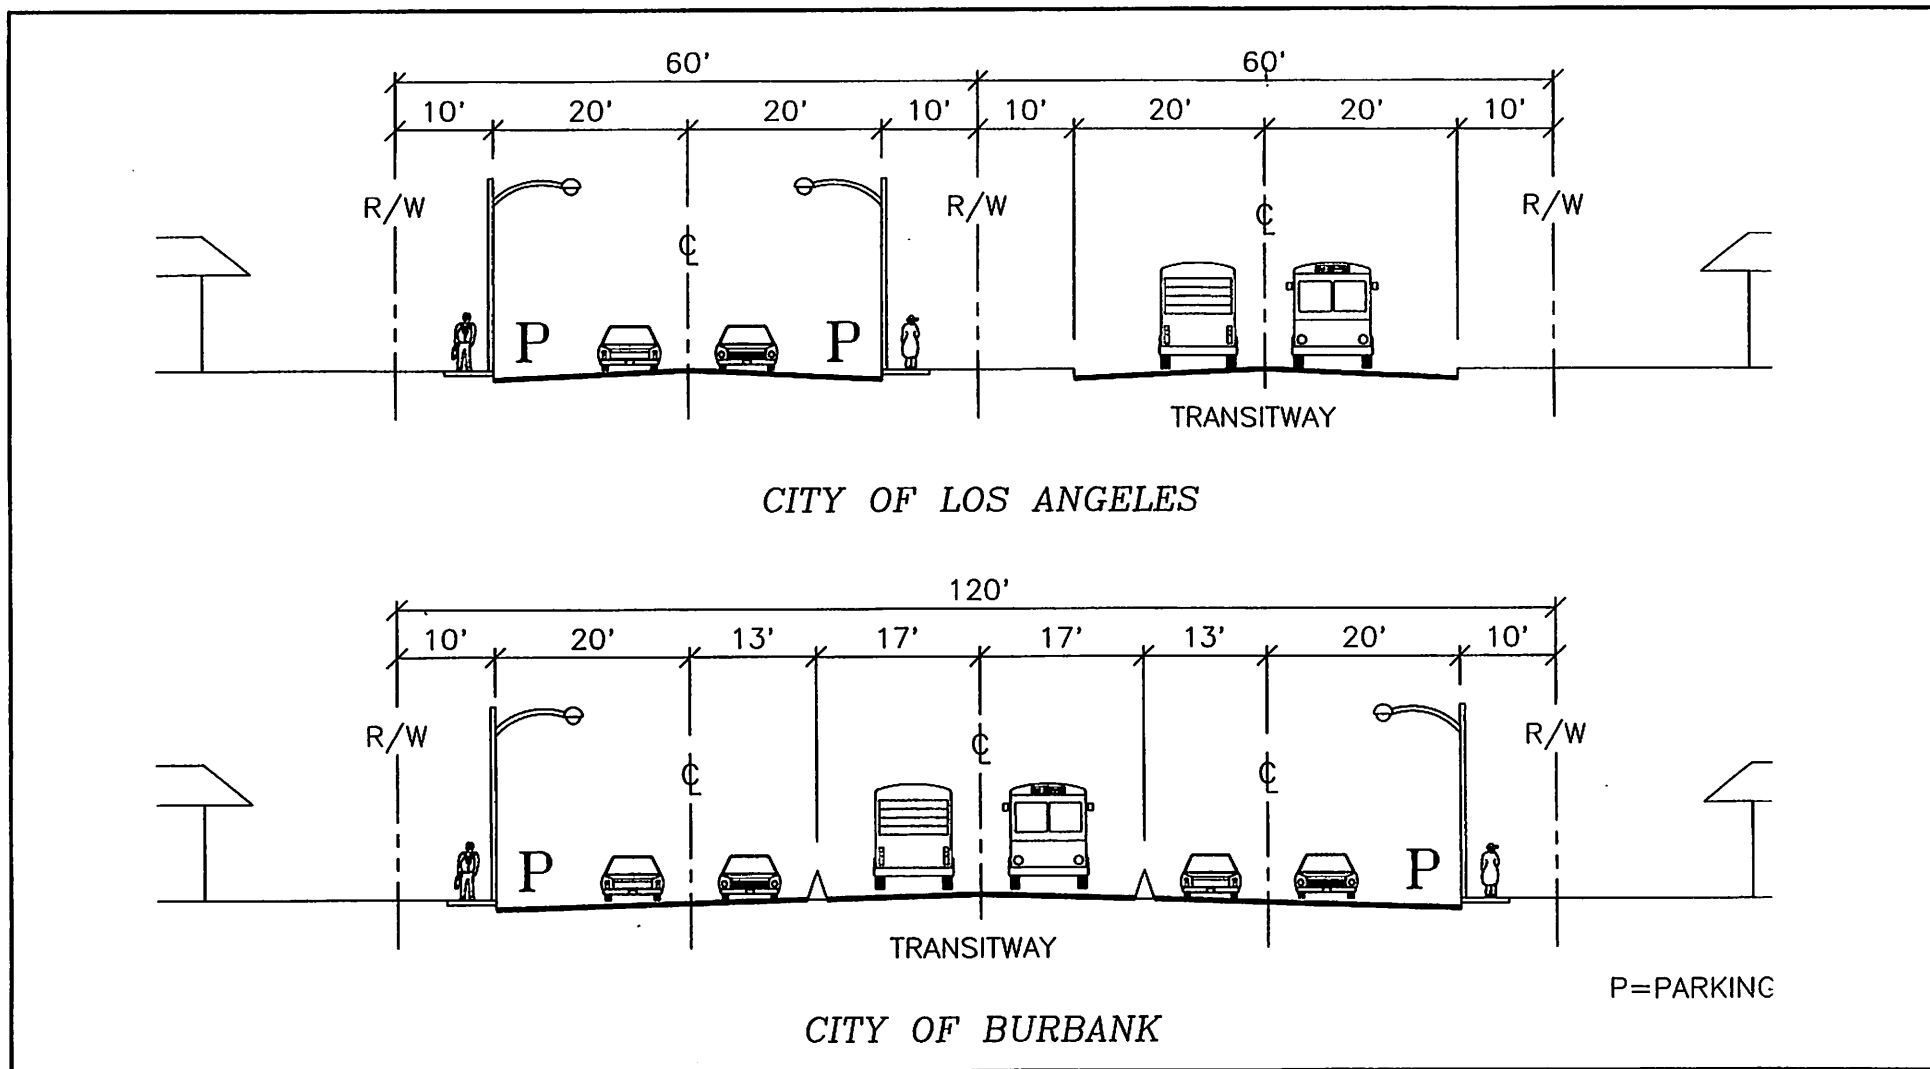 60' 60'
10' 20' 20' 10' 10' 20' 20' 10'
R/W R/W R/W
℄ ℄
P P
TRANSITWAY
CITY OF LOS ANGELES
120'
10' 20' 13' 17' 17' 13' 20' 10'
R/W R/W
℄ ℄ ℄
P P
TRANSITWAY
P=PARKING
CITY OF BURBANK